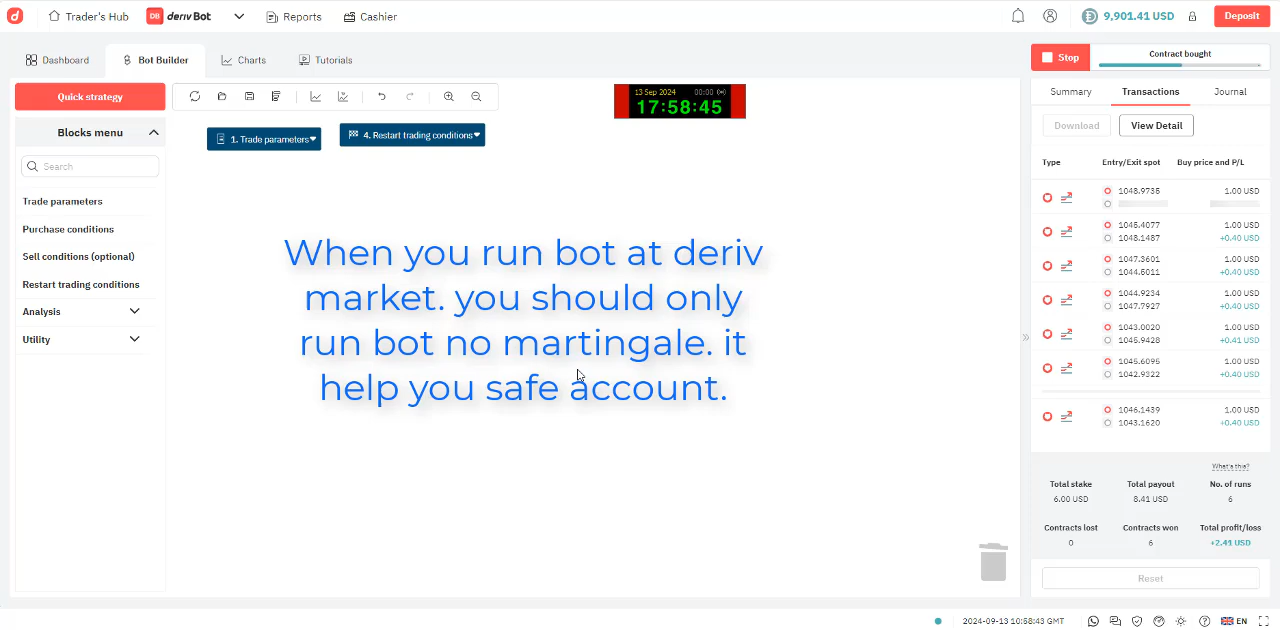 Trader's Hub
DB deriv Bot
Reports
Cashier
9,901.41 USD
Deposit
Dashboard
Bot Builder
Charts
Tutorials
Stop
Contract bought
Quick strategy
13 Sep 2024 00:00
17:58:45
Summary
Transactions
Journal
Blocks menu
1. Trade parameters
4. Restart trading conditions
Download
View Detail
Search
Type
Entry/Exit spot
Buy price and P/L
Trade parameters
Purchase conditions
Sell conditions (optional)
Restart trading conditions
Analysis
Utility
When you run bot at deriv
market. you should only
run bot no martingale. it
help you safe account.
1048.9735 1.00 USD
1045.4077 1.00 USD
1048.1487 +0.40 USD
1047.3601 1.00 USD
1044.5011 +0.40 USD
1044.9234 1.00 USD
1047.7927 +0.40 USD
1043.0020 1.00 USD
1045.9428 +0.41 USD
1045.6095 1.00 USD
1042.9322 +0.40 USD
1046.1439 1.00 USD
1043.1620 +0.40 USD
What's this?
Total stake
Total payout
No. of runs
6.00 USD
8.41 USD
6
Contracts lost
Contracts won
Total profit/loss
0
6
+2.41 USD
Reset
2024-09-13 10:58:43 GMT
EN